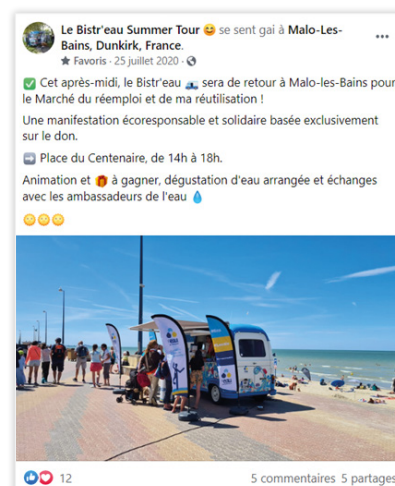 Le Bistr'eau Summer Tour 😊 se sent gai à Malo-Les-
Bains, Dunkirk, France.
★ Favoris · 25 juillet 2020 ·
✅ Cet après-midi, le Bistr'eau 🌊 sera de retour à Malo-les-Bains pour
le Marché du réemploi et de ma réutilisation !
Une manifestation écoresponsable et solidaire basée exclusivement
sur le don.
➡️ Place du Centenaire, de 14h à 18h.
Animation et 🎁 à gagner, dégustation d'eau arrangée et échanges
avec les ambassadeurs de l'eau 💧
12
5 commentaires 5 partages